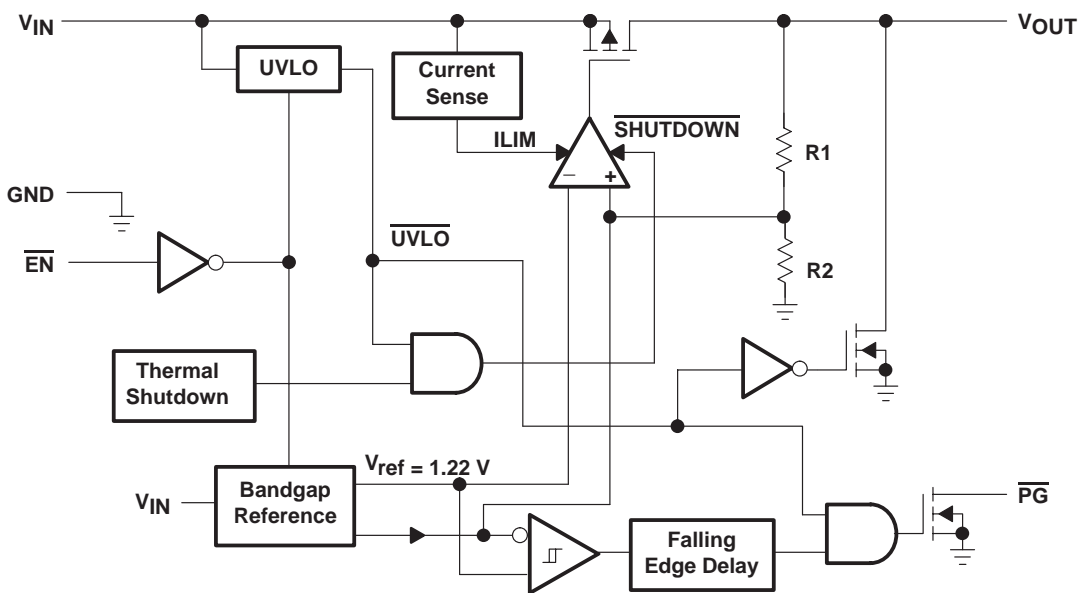 VIN
VOUT
UVLO
Current
Sense
SHUTDOWN
ILIM
R1
– +
GND
UVLO
EN
R2
Thermal
Shutdown
Vref = 1.22 V
VIN
Bandgap
Reference
PG
Falling
Edge Delay